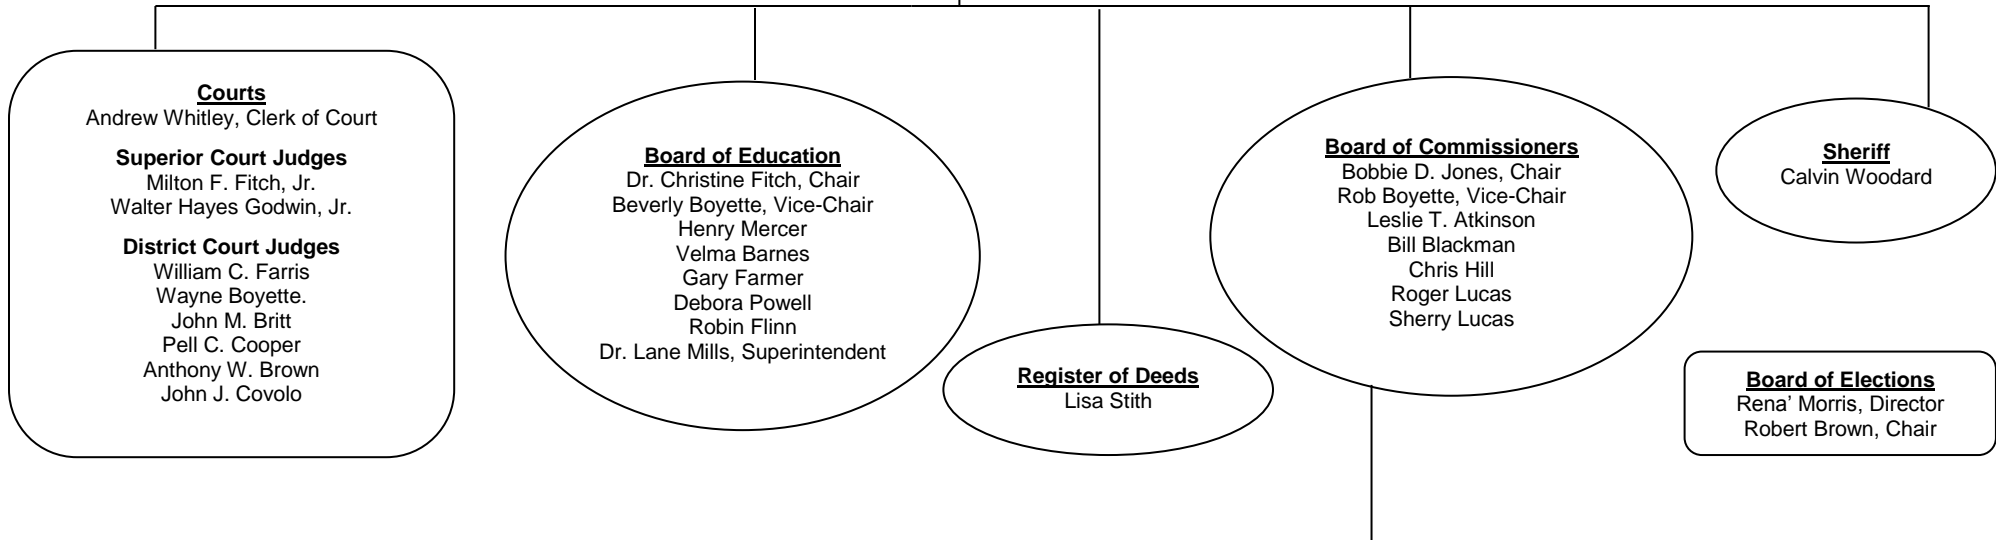 Courts
Andrew Whitley, Clerk of Court
Superior Court Judges
Milton F. Fitch, Jr.
Walter Hayes Godwin, Jr.
District Court Judges
William C. Farris
Wayne Boyette.
John M. Britt
Pell C. Cooper
Anthony W. Brown
John J. Covolo
Board of Education
Dr. Christine Fitch, Chair
Beverly Boyette, Vice-Chair
Henry Mercer
Velma Barnes
Gary Farmer
Debora Powell
Robin Flinn
Dr. Lane Mills, Superintendent
Register of Deeds
Lisa Stith
Board of Commissioners
Bobbie D. Jones, Chair
Rob Boyette, Vice-Chair
Leslie T. Atkinson
Bill Blackman
Chris Hill
Roger Lucas
Sherry Lucas
Sheriff
Calvin Woodard
Board of Elections
Rena’ Morris, Director
Robert Brown, Chair